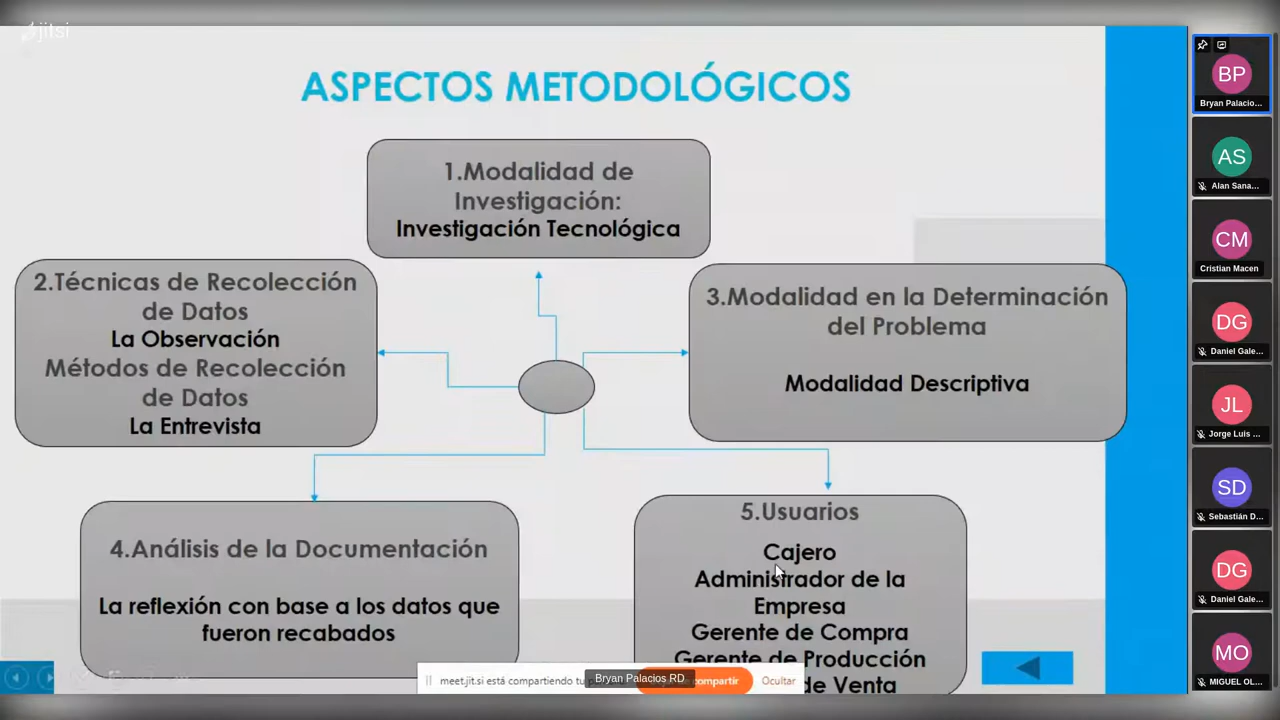 jitsi
ASPECTOS METODOLÓGICOS
1.Modalidad de
Investigación:
Investigación Tecnológica
2.Técnicas de Recolección
de Datos
La Observación
Métodos de Recolección
de Datos
La Entrevista
3.Modalidad en la Determinación
del Problema
Modalidad Descriptiva
4.Análisis de la Documentación
La reflexión con base a los datos que
fueron recabados
5.Usuarios
Cajero
Administrador de la
Empresa
Gerente de Compra
Gerente de Producción
de Venta
meet.jit.si está compartiendo tu
compartir
Ocultar
Bryan Palacios RD
BP
Bryan Palacio...
AS
Alan Sana...
CM
Cristian Macen
DG
Daniel Gale...
JL
Jorge Luis ...
SD
Sebastián D...
DG
Daniel Gale...
MO
MIGUEL OL...